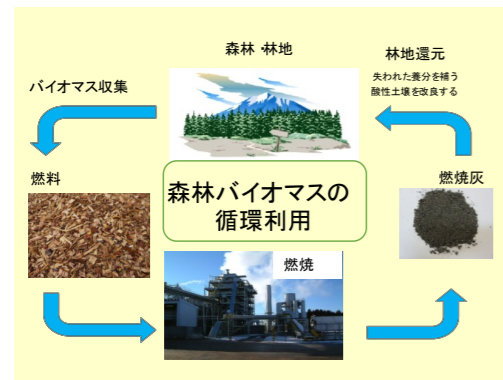 森林・林地
林地還元
失われた養分を補う
酸性土壌を改良する
バイオマス収集
燃料
森林バイオマスの
循環利用
燃焼灰
燃焼